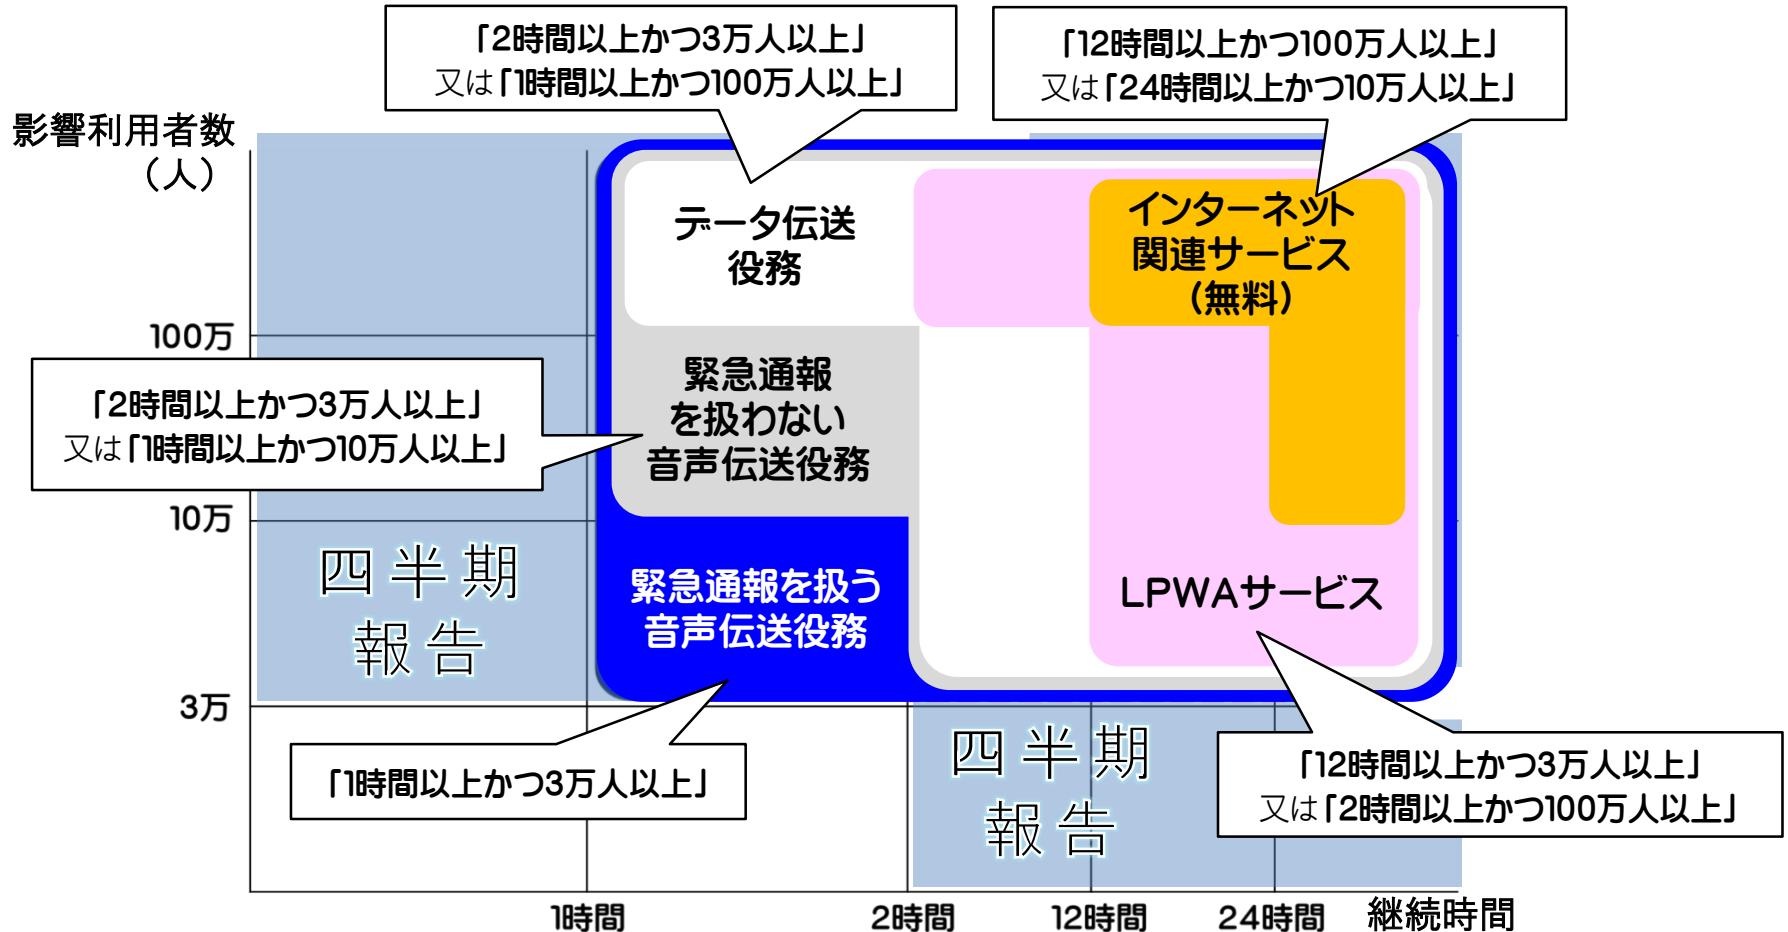 「2時間以上かつ3万人以上」
又は「1時間以上かつ100万人以上」
「12時間以上かつ100万人以上」
又は「24時間以上かつ10万人以上」
影響利用者数
（人）
データ伝送
役務
インターネット
関連サービス
（無料）
100万
緊急通報
を扱わない
音声伝送役務
「2時間以上かつ3万人以上」
又は「1時間以上かつ10万人以上」
10万
四半期
報告
緊急通報を扱う
音声伝送役務
LPWAサービス
3万
「1時間以上かつ3万人以上」
四半期
報告
「12時間以上かつ3万人以上」
又は「2時間以上かつ100万人以上」
1時間
2時間
12時間
24時間
継続時間